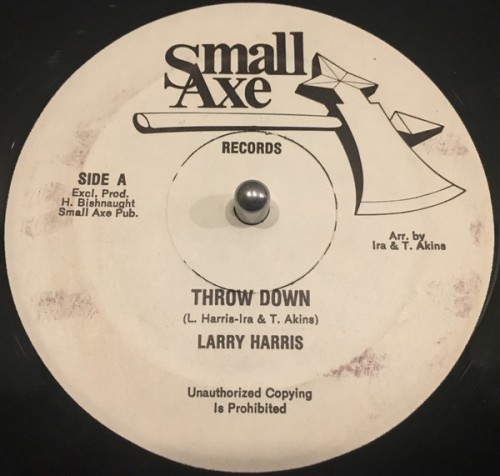 Small
Axe
RECORDS
SIDE A
Excl. Prod.
H. Bishnaught
Small Axe Pub.
Arr. by
Ira & T. Akins
THROW DOWN
(L. Harris-Ira & T. Akins)
LARRY HARRIS
Unauthorized Copying
Is Prohibited